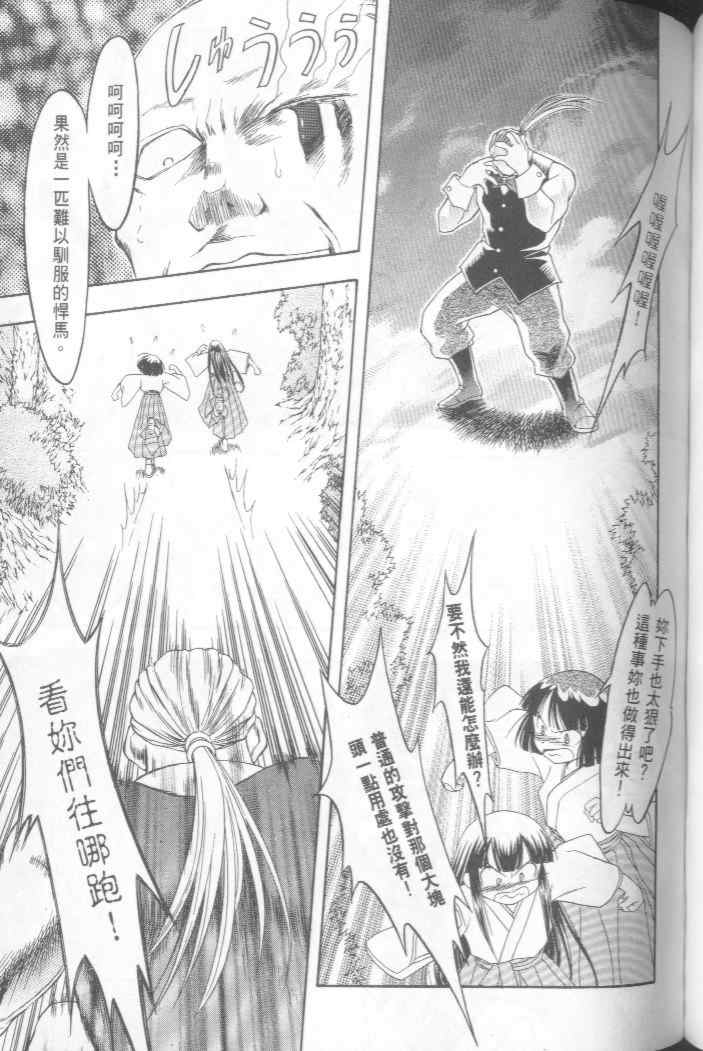 喔喔喔喔喔喔！
妳下手也太狠了吧？
這種事妳也做得出來！
要不然我還能怎麼辦？
普通的攻擊對那個大塊
頭一點用處也沒有！
しゅううう
呵呵呵呵…
果然是一匹難以馴服的悍馬。
看妳們往哪跑！